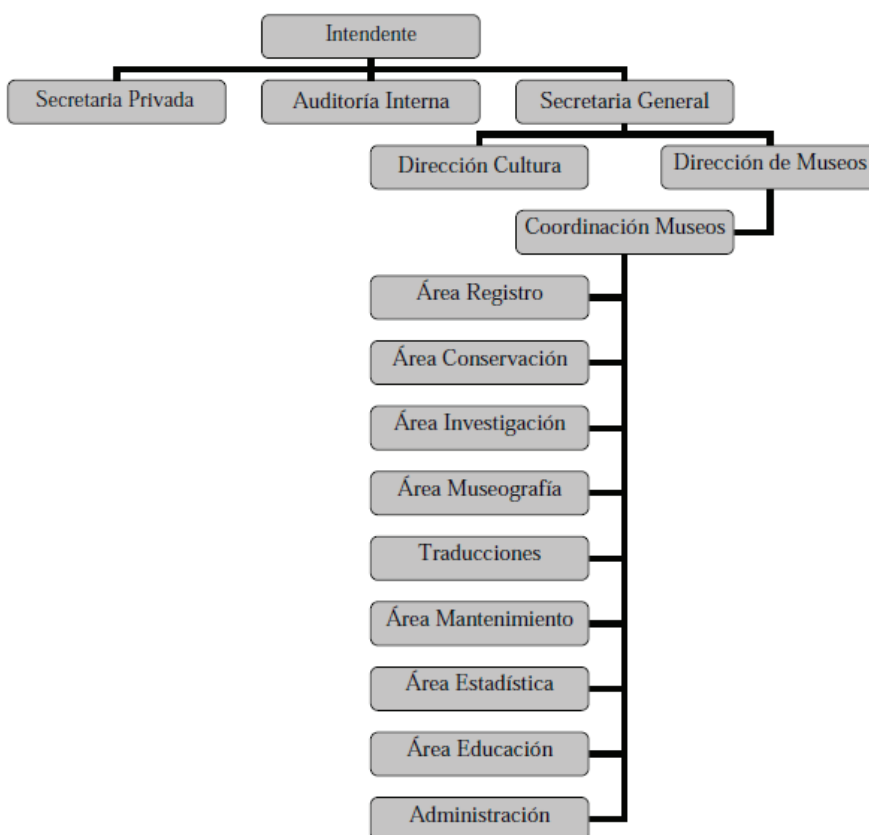 Intendente
Secretaria Privada
Auditoría Interna
Secretaria General
Dirección Cultura
Dirección de Museos
Coordinación Museos
Área Registro
Área Conservación
Área Investigación
Área Museografía
Traducciones
Área Mantenimiento
Área Estadística
Área Educación
Administración